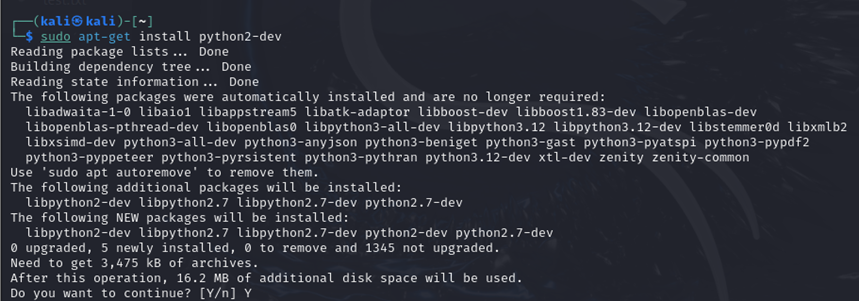 ┌──(kali㉿kali)-[~]
└─$ sudo apt-get install python2-dev
Reading package lists... Done
Building dependency tree... Done
Reading state information... Done
The following packages were automatically installed and are no longer required:
  libadwaita-1-0 libaio1 libappstream5 libatk-adaptor libboost-dev libboost1.83-dev libopenblas-dev
  libopenblas-pthread-dev libopenblas0 libpython3-all-dev libpython3.12 libpython3.12-dev libstemmer0d libxmlb2
  libxsimd-dev python3-all-dev python3-anyjson python3-beniget python3-gast python3-pyatspi python3-pypdf2
  python3-pyppeteer python3-pyrsistent python3-pythran python3.12-dev xtl-dev zenity zenity-common
Use 'sudo apt autoremove' to remove them.
The following additional packages will be installed:
  libpython2-dev libpython2.7 libpython2.7-dev python2.7-dev
The following NEW packages will be installed:
  libpython2-dev libpython2.7 libpython2.7-dev python2-dev python2.7-dev
0 upgraded, 5 newly installed, 0 to remove and 1345 not upgraded.
Need to get 3,475 kB of archives.
After this operation, 16.2 MB of additional disk space will be used.
Do you want to continue? [Y/n] Y